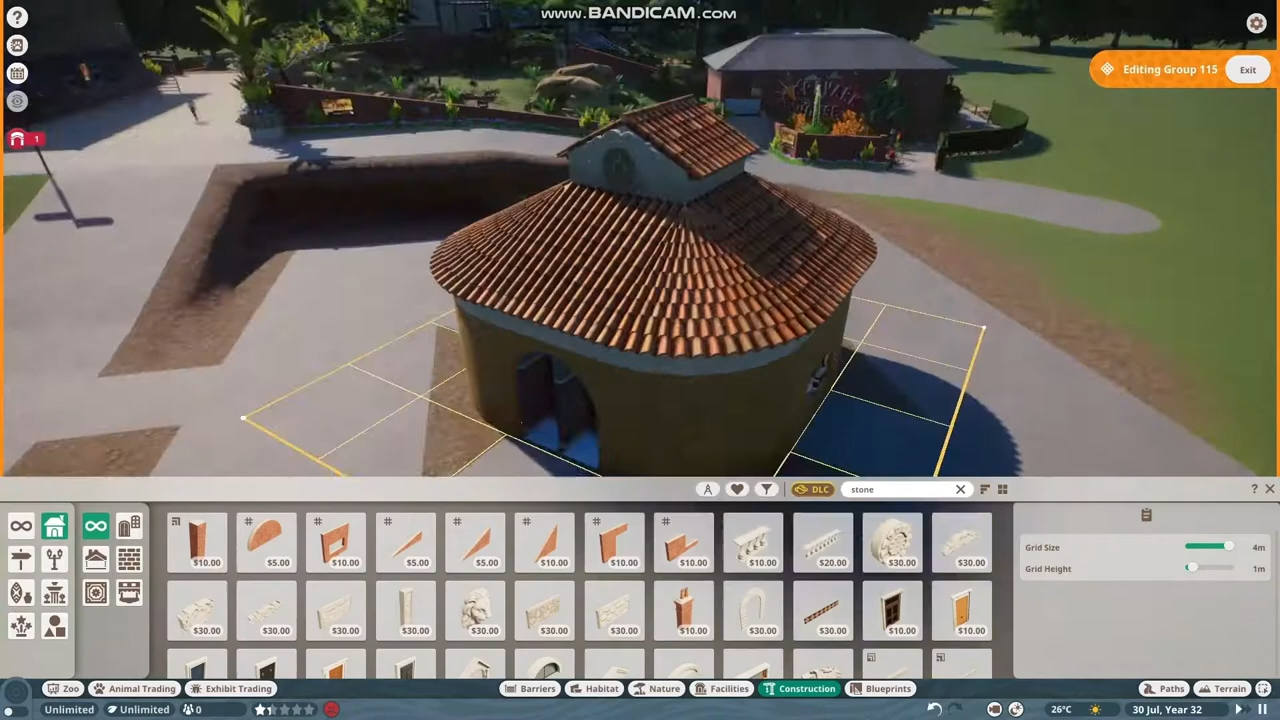 www.BANDICAM.com
Editing Group 115
Exit
1
DLC
stone
?
Grid Size
4m
Grid Height
1m
$10.00
$5.00
$10.00
$5.00
$5.00
$10.00
$10.00
$10.00
$10.00
$20.00
$30.00
$30.00
$30.00
$30.00
$30.00
$30.00
$30.00
$30.00
$30.00
$10.00
$30.00
$30.00
$10.00
$10.00
Zoo
Animal Trading
Exhibit Trading
Barriers
Habitat
Nature
Facilities
Construction
Blueprints
Paths
Terrain
Unlimited
Unlimited
0
26°C
30 Jul, Year 32